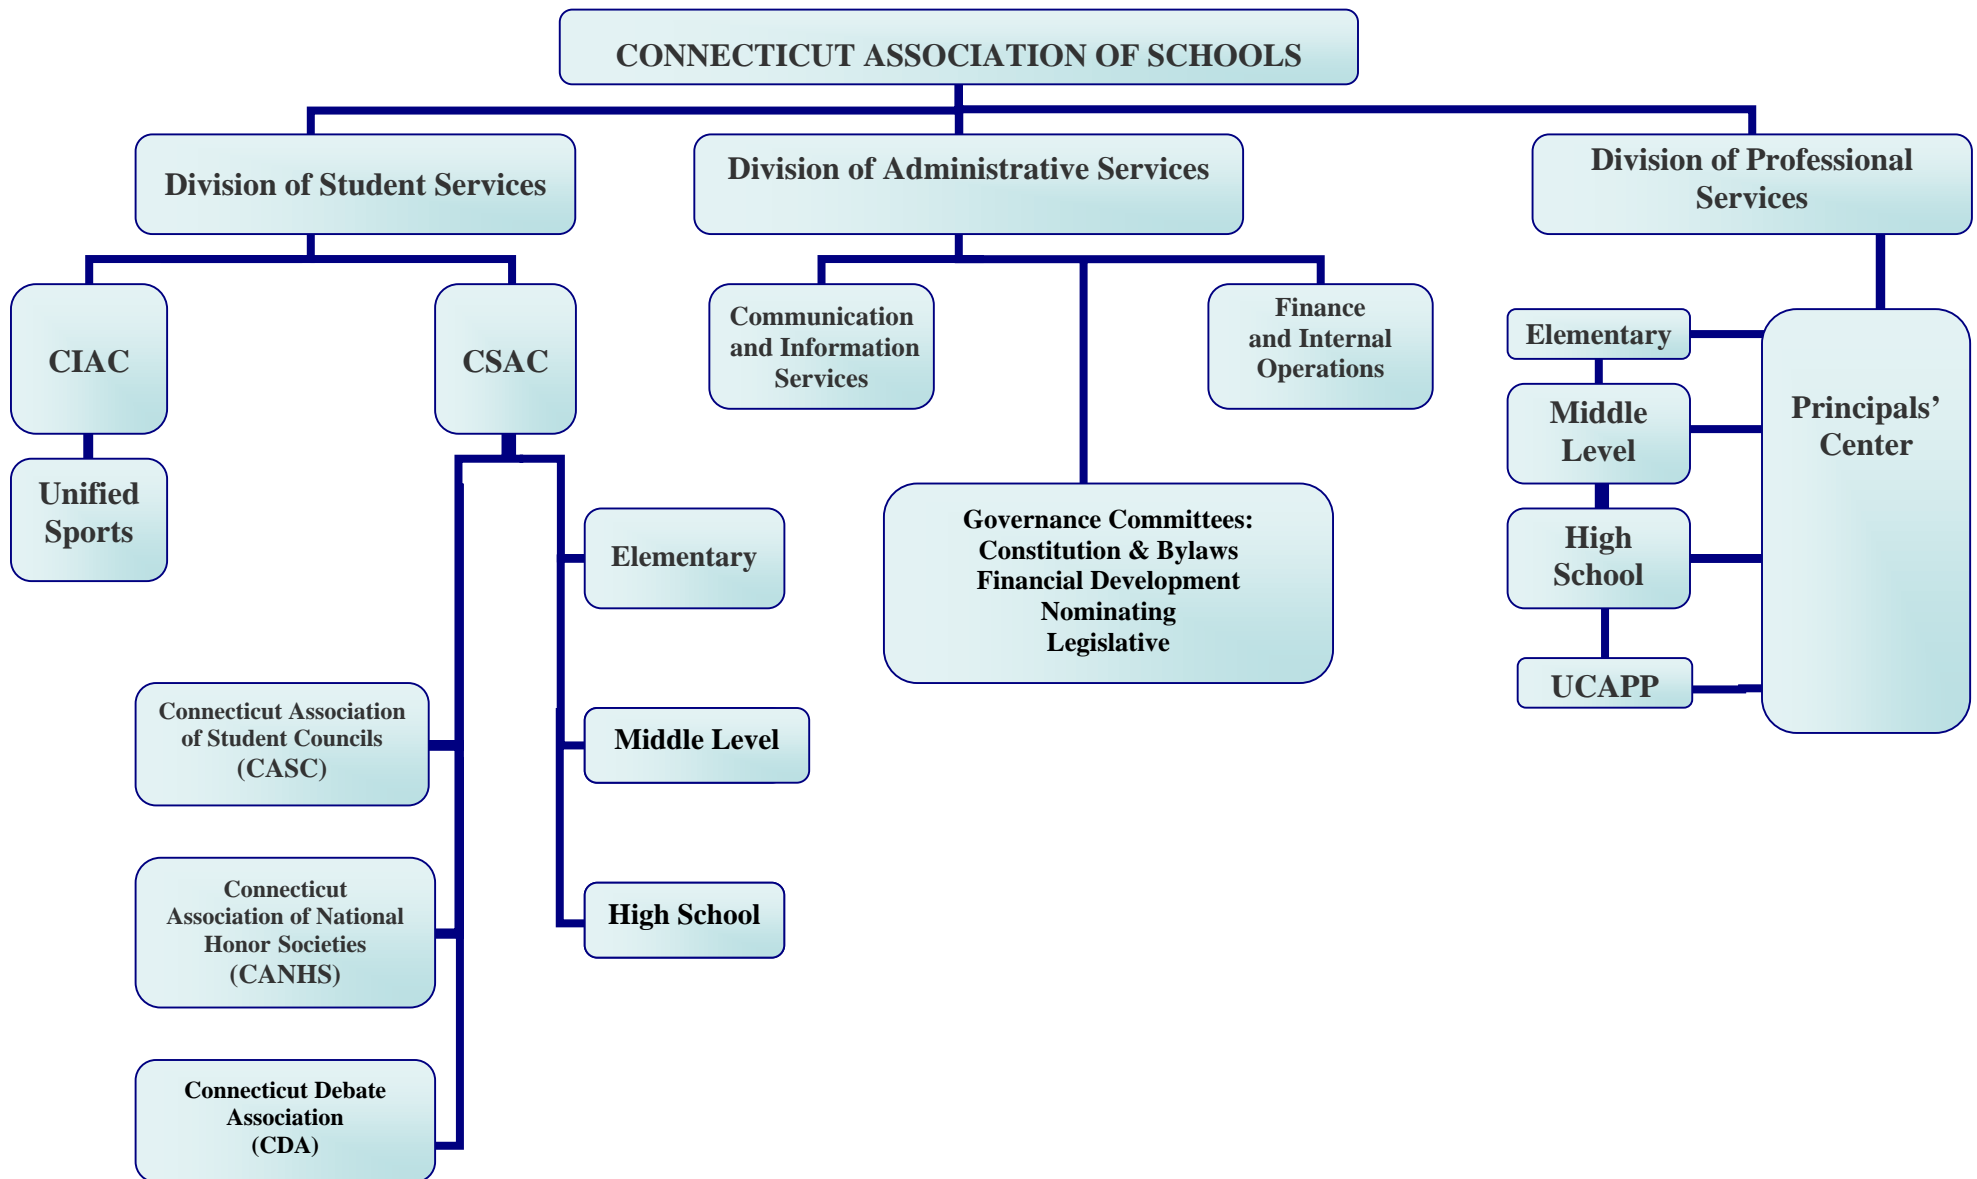 CONNECTICUT ASSOCIATION OF SCHOOLS
Division of Student Services
Division of Administrative Services
Division of Professional
Services
CIAC
CSAC
Communication
and Information
Services
Finance
and Internal
Operations
Elementary
Middle
Level
High
School
UCAPP
Principals’
Center
Unified
Sports
Elementary
Middle Level
High School
Governance Committees:
Constitution & Bylaws
Financial Development
Nominating
Legislative
Connecticut Association
of Student Councils
(CASC)
Connecticut
Association of National
Honor Societies
(CANHS)
Connecticut Debate
Association
(CDA)